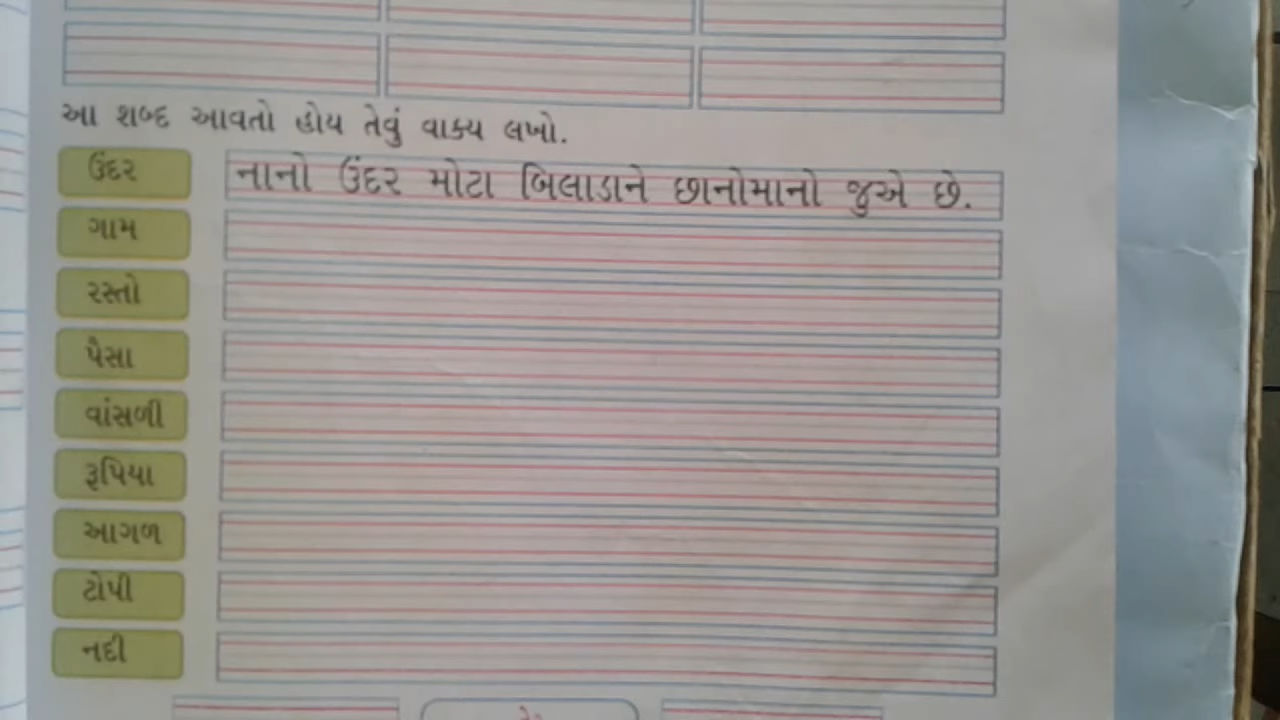 આ શબ્દ આવતો હોય તેવું વાક્ય લખો.
ઉંદર નાનો ઉંદર મોટા બિલાડાને છાનોમાનો જુએ છે.
ગામ
રસ્તો
પૈસા
વાંસળી
રૂપિયા
આગળ
ટોપી
નદી